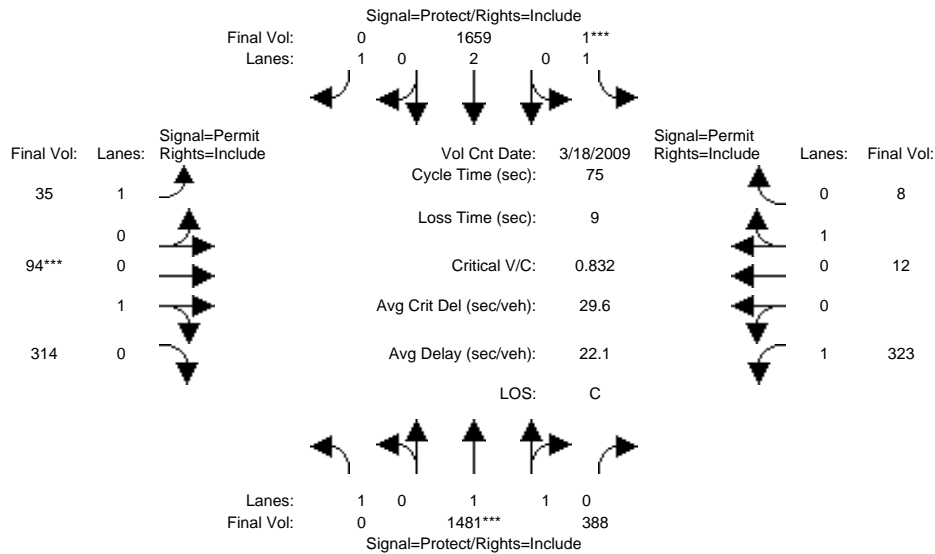 Signal=Protect/Rights=Include
Final Vol: 0 1659 1***
Lanes: 1 0 2 0 1
Signal=Permit
Final Vol: Lanes: Rights=Include
Vol Cnt Date: 3/18/2009
Signal=Permit
Rights=Include Lanes: Final Vol:
Cycle Time (sec): 75
35 1
0 8
Loss Time (sec): 9
0
1
94*** 0
Critical V/C: 0.832
0 12
1
Avg Crit Del (sec/veh): 29.6
0
314 0
Avg Delay (sec/veh): 22.1
1 323
LOS: C
Lanes: 1 0 1 1 0
Final Vol: 0 1481*** 388
Signal=Protect/Rights=Include